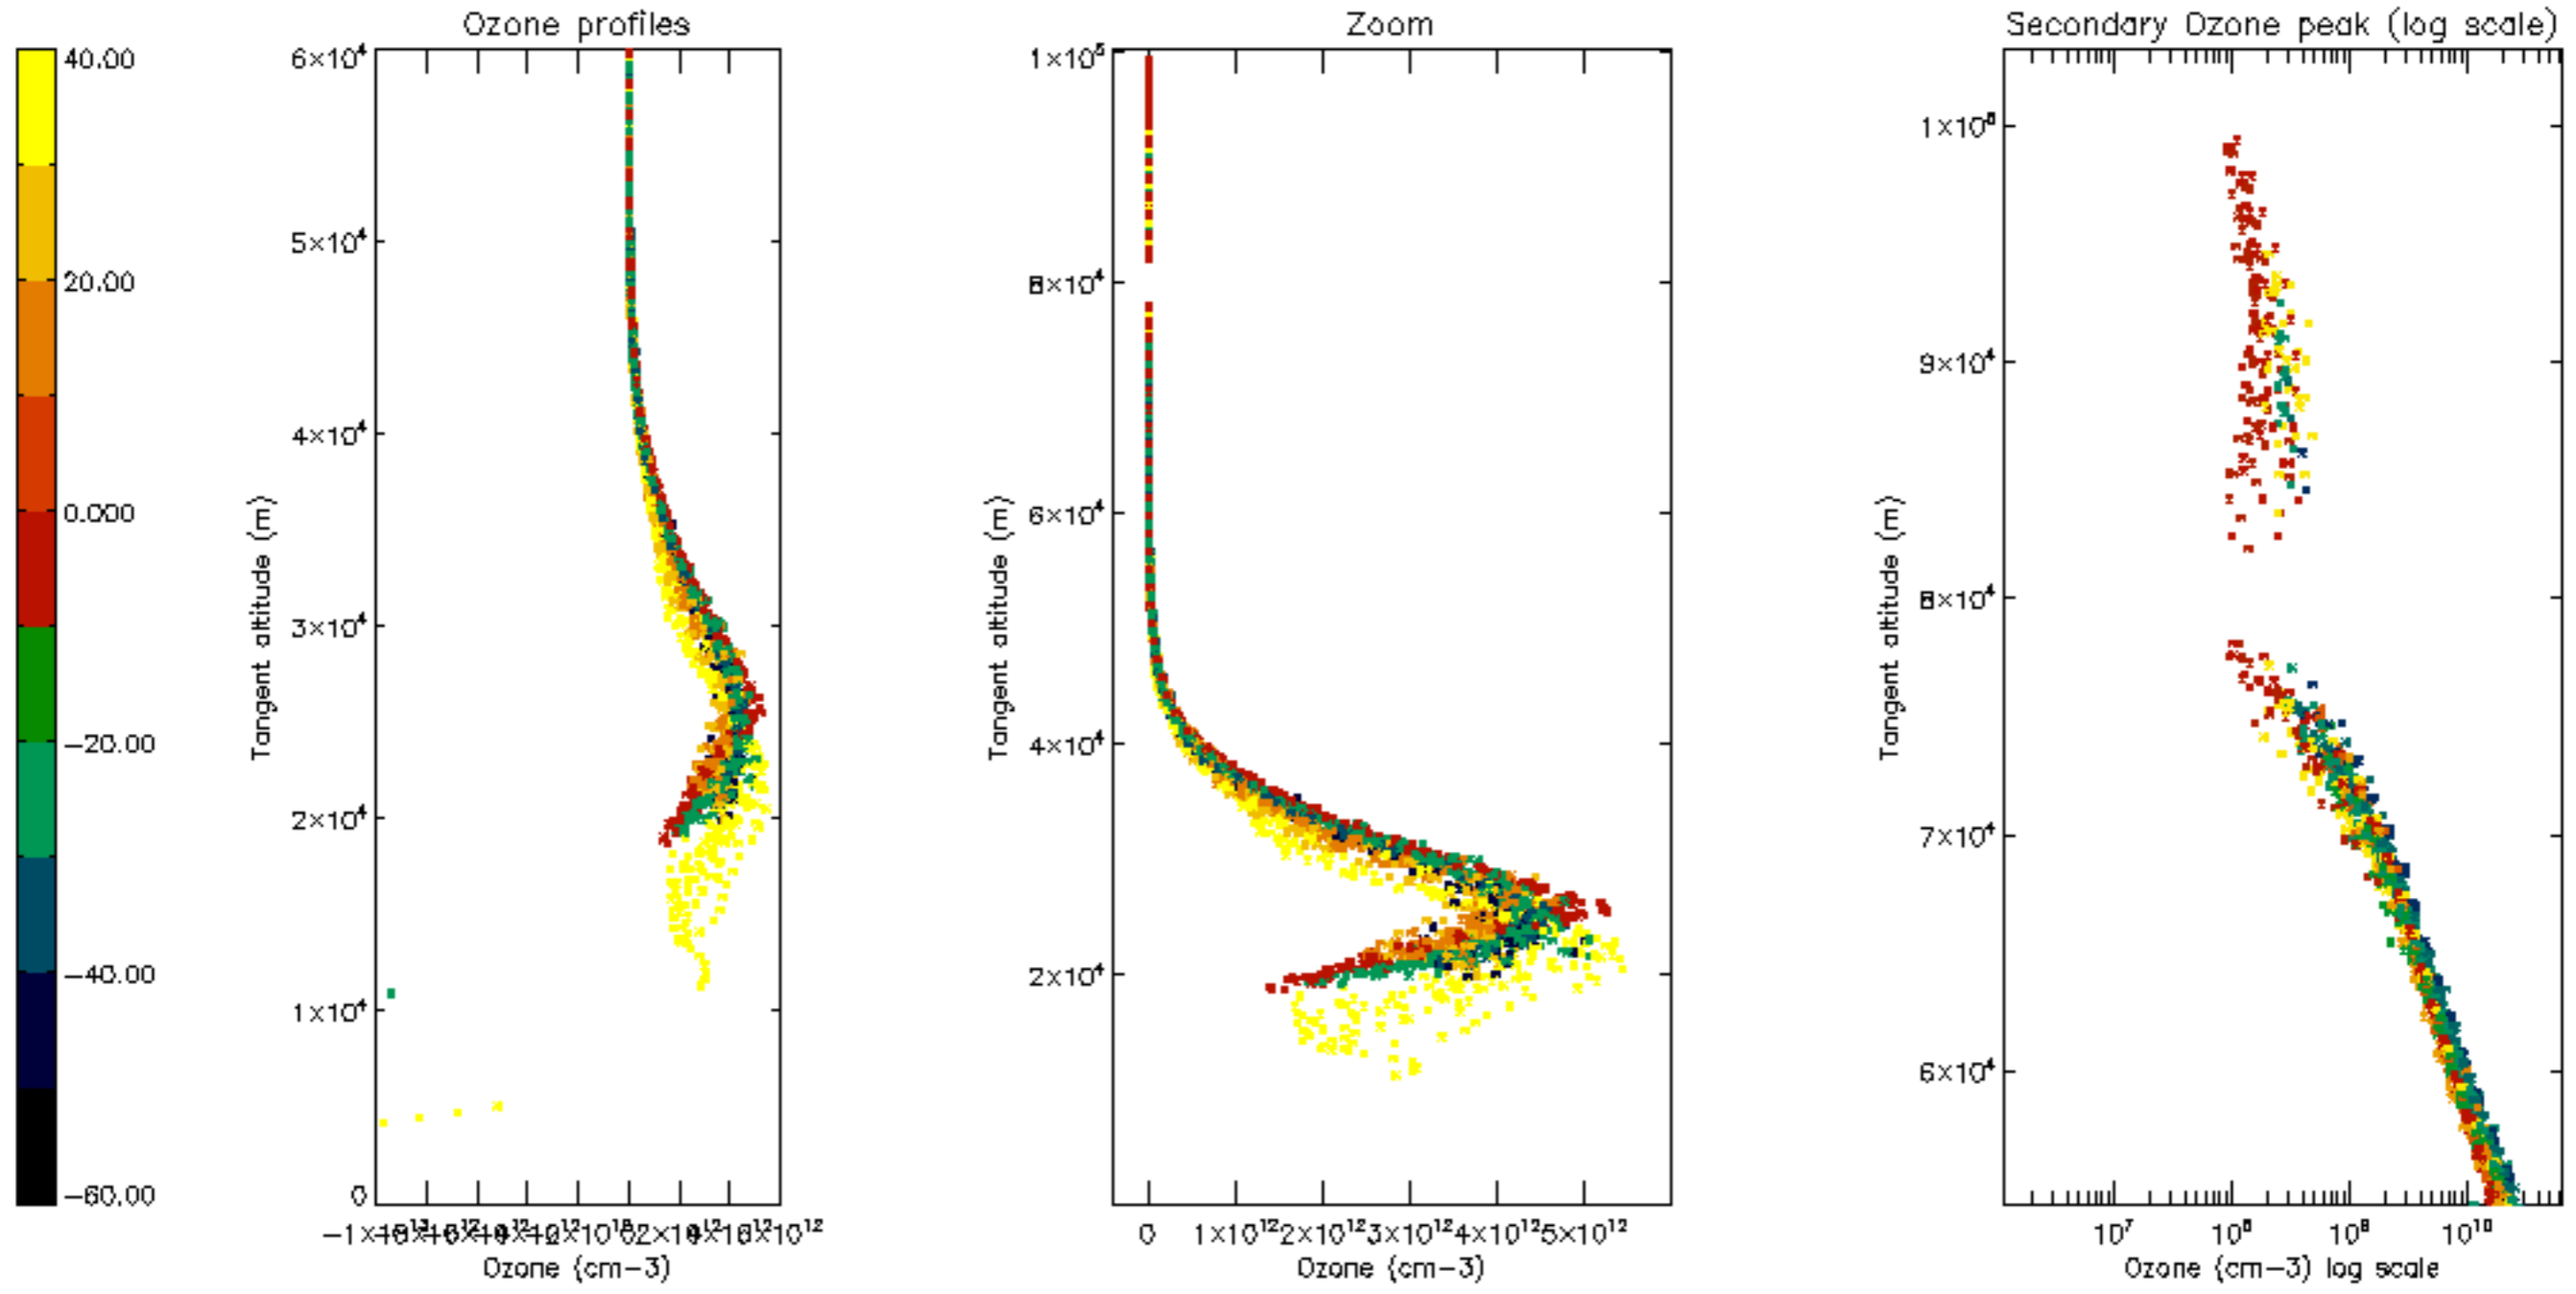 Ozone profiles
Zoom
Secondary Ozone peak (log scale)
40.00
20.00
0.000
−20.00
−40.00
−60.00
6×10⁴
5×10⁴
4×10⁴
3×10⁴
2×10⁴
1×10⁴
0
Tangent altitude (m)
Ozone (cm−3)
1×10⁵
8×10⁴
6×10⁴
4×10⁴
2×10⁴
Tangent altitude (m)
0 1×10¹² 2×10¹² 3×10¹² 4×10¹² 5×10¹²
Ozone (cm−3)
1×10⁵
9×10⁴
8×10⁴
7×10⁴
6×10⁴
Tangent altitude (m)
10⁷ 10⁸ 10⁹ 10¹⁰
Ozone (cm−3) log scale